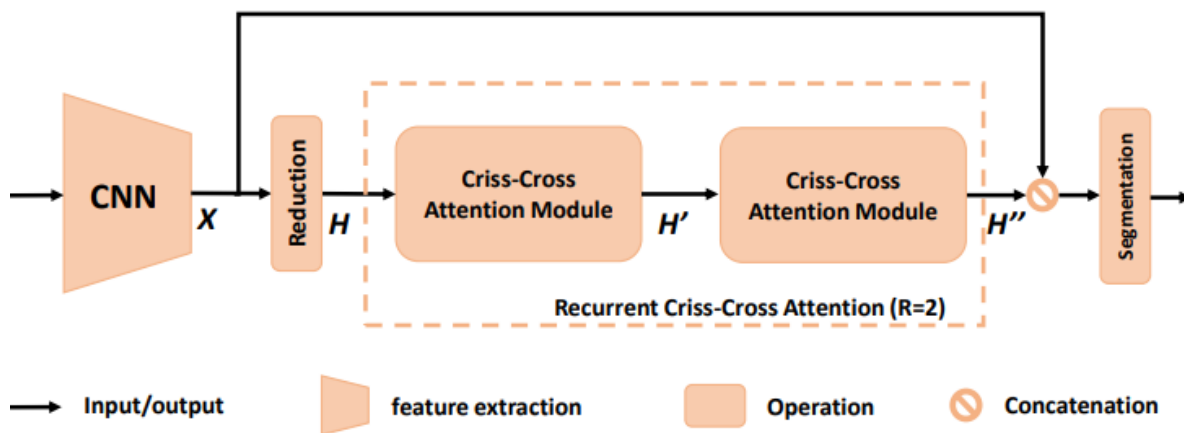 CNN
X
Reduction
H
Criss-Cross
Attention Module
H’
Criss-Cross
Attention Module
H’’
Segmentation
Recurrent Criss-Cross Attention (R=2)
Input/output
feature extraction
Operation
Concatenation